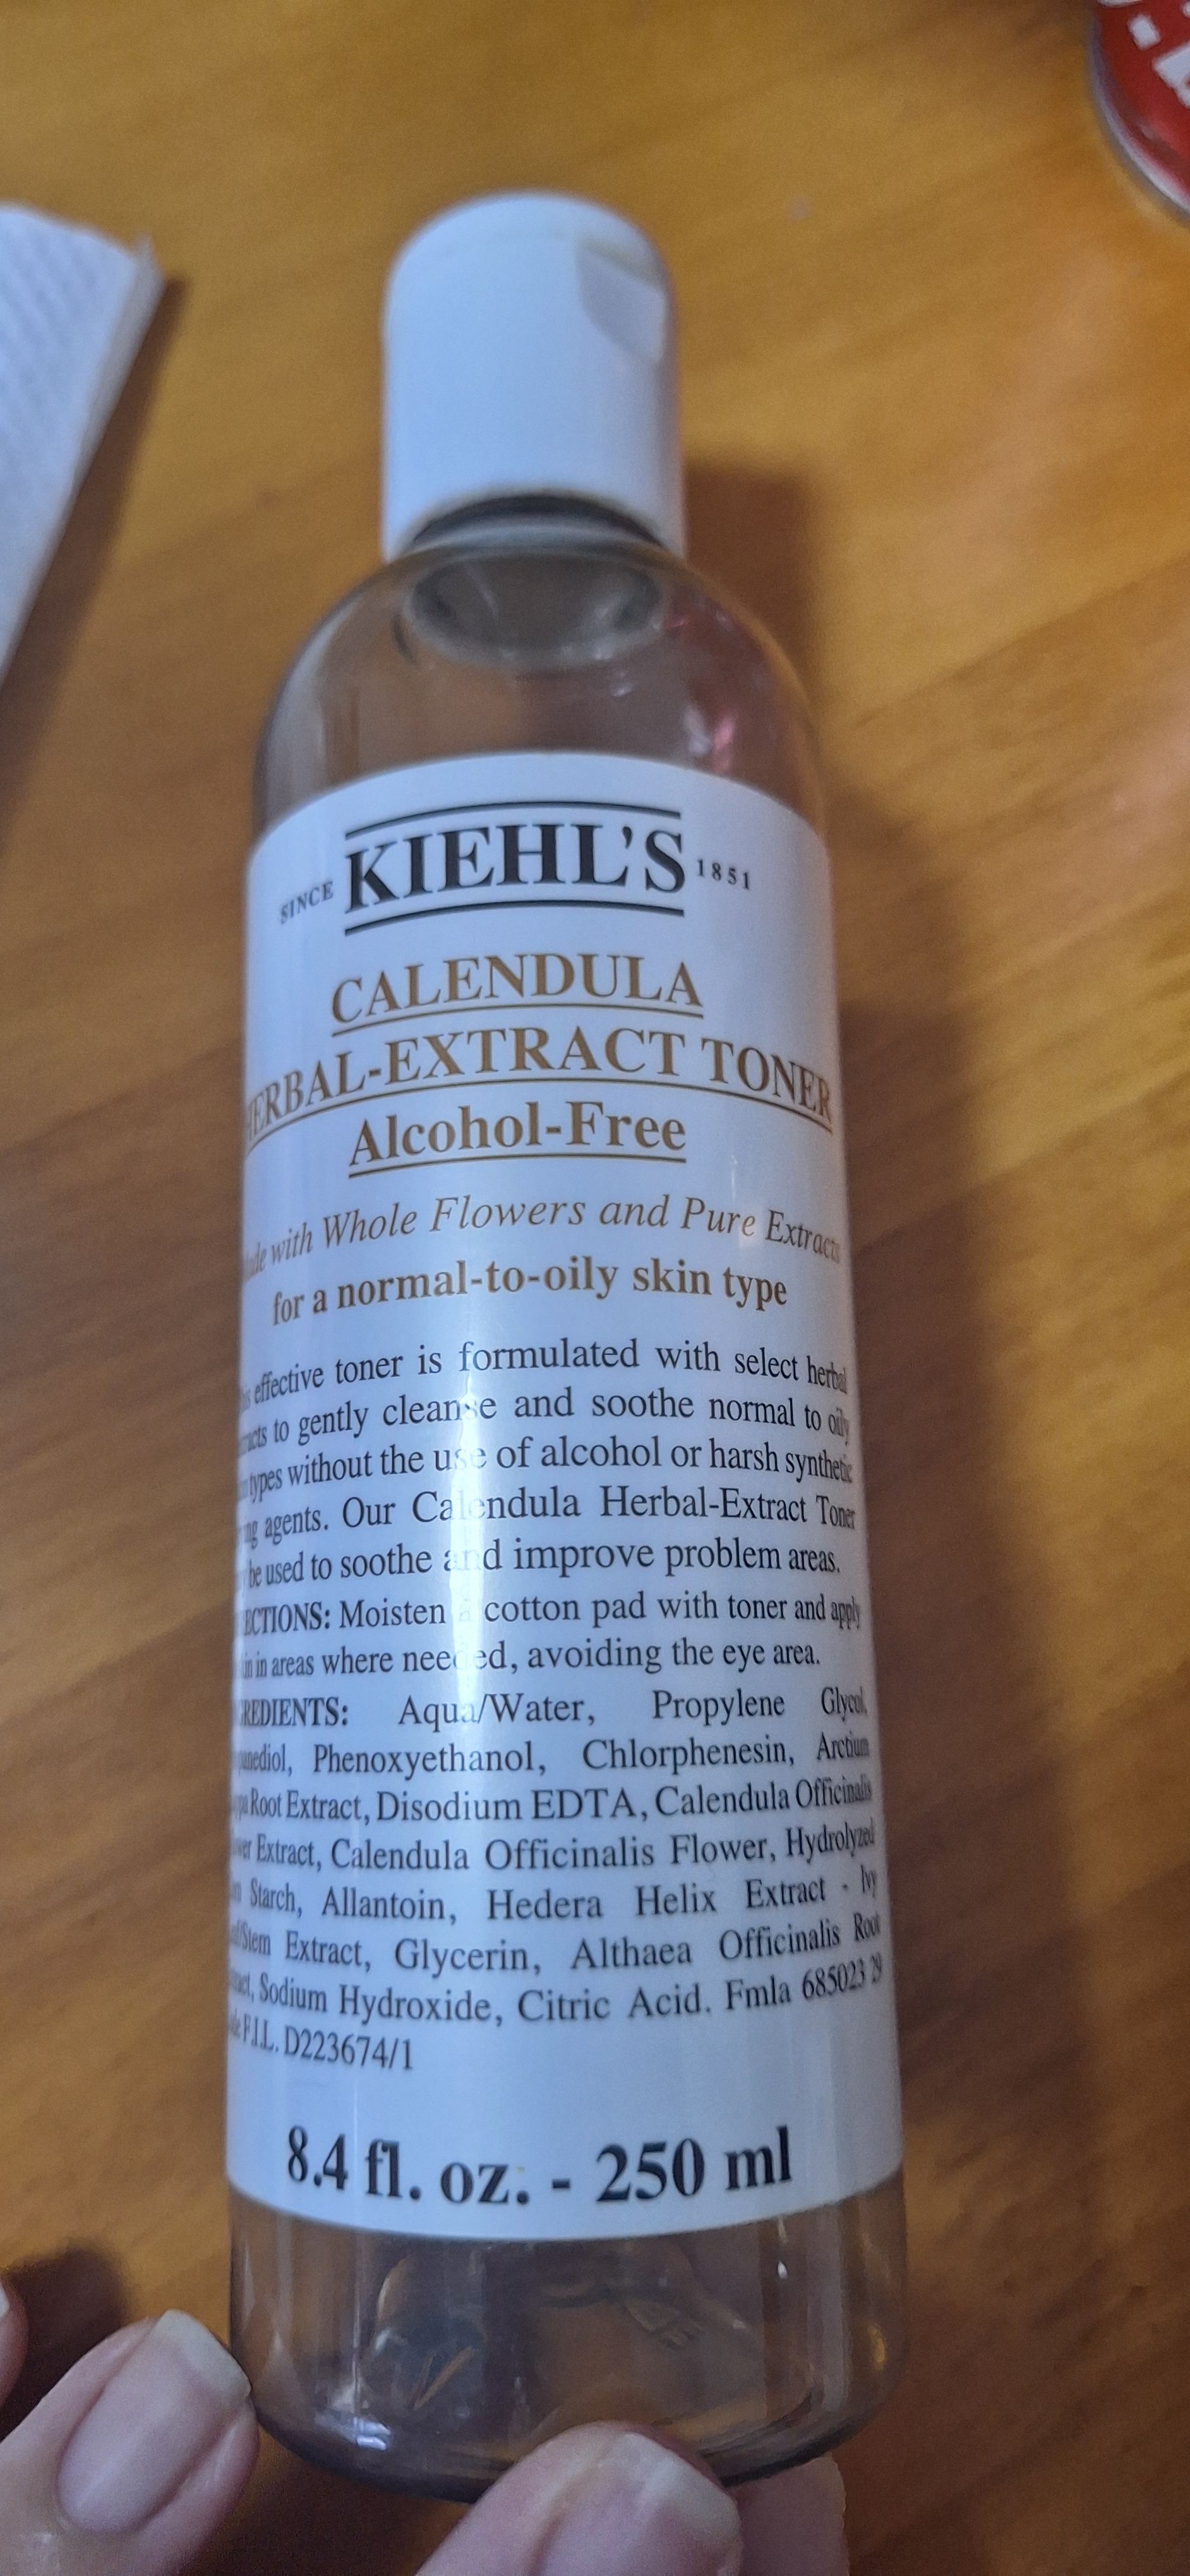 SINCE KIEHL'S 1851
CALENDULA
HERBAL-EXTRACT TONER
Alcohol-Free
with Whole Flowers and Pure Extracts
for a normal-to-oily skin type
effective toner is formulated with select herbal
to gently cleanse and soothe normal to oily
types without the use of alcohol or harsh synthetic
agents. Our Calendula Herbal-Extract Toner
be used to soothe and improve problem areas.
ECTIONS: Moisten a cotton pad with toner and apply
in areas where needed, avoiding the eye area.
REDIENTS: Aqua/Water, Propylene Glycol,
Phenoxyethanol, Chlorphenesin, Arctium
Root Extract, Disodium EDTA, Calendula Officinalis
Extract, Calendula Officinalis Flower, Hydrolyzed
Starch, Allantoin, Hedera Helix Extract - Ivy
/Stem Extract, Glycerin, Althaea Officinalis Root
Sodium Hydroxide, Citric Acid. Fmla 685023 29
F.I.L. D223674/1
8.4 fl. oz. - 250 ml